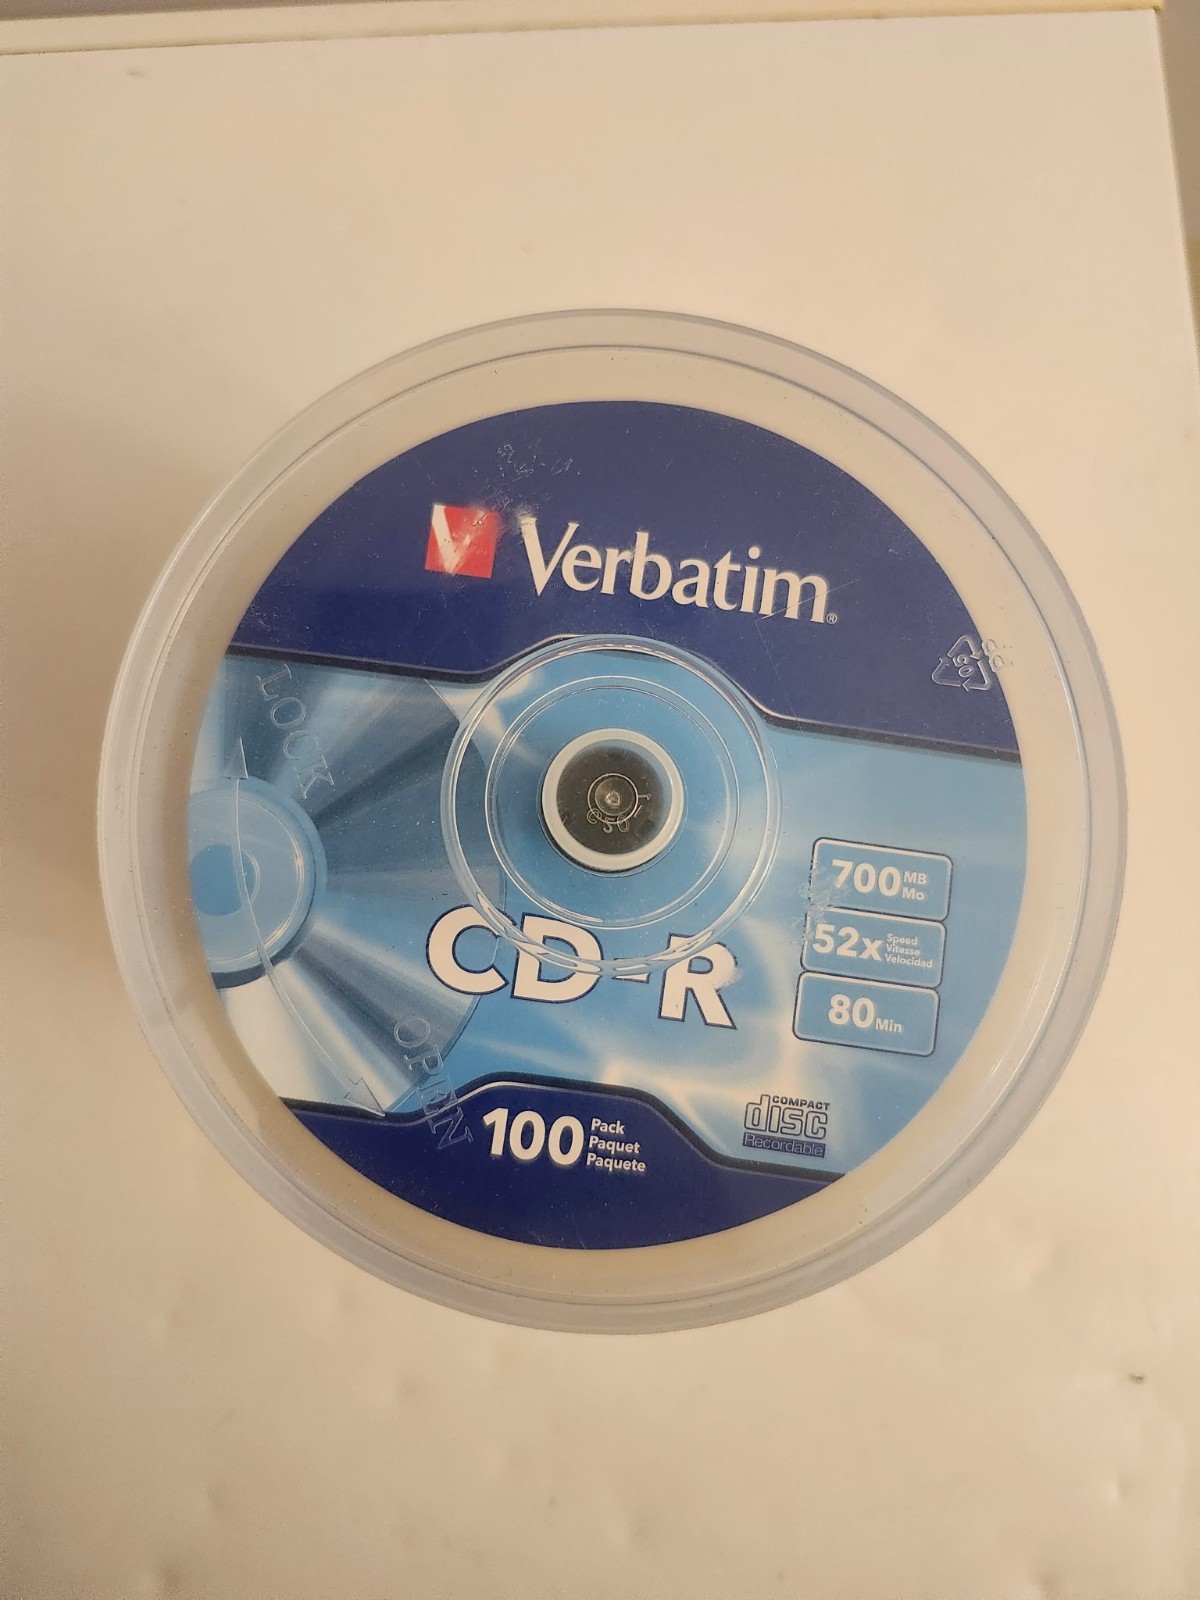 Verbatim®
LOCK
700 MB
Mo
52x Speed
Vitesse
Velocidad
CD-R
80 Min
OPEN
100 Pack
Paquet
Paquete
COMPACT
disc
Recordable